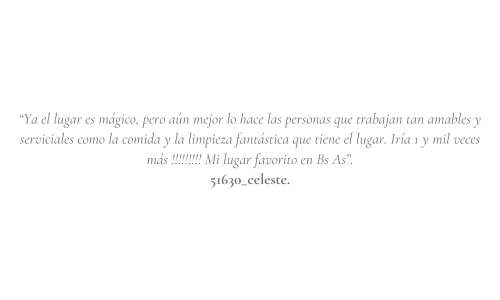 “Ya el lugar es mágico, pero aún mejor lo hace las personas que trabajan tan amables y
serviciales como la comida y la limpieza fantástica que tiene el lugar. Iría 1 y mil veces
más !!!!!!!!! Mi lugar favorito en Bs As”.
51630_celeste.